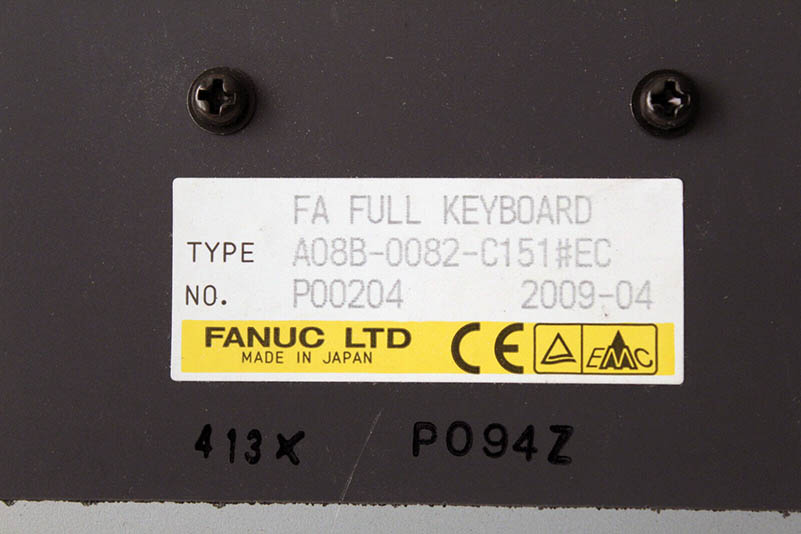 FA FULL KEYBOARD
TYPE A08B-0082-C151#EC
NO. P00204 2009-04
FANUC LTD
MADE IN JAPAN
CE
EMC
413X P094Z